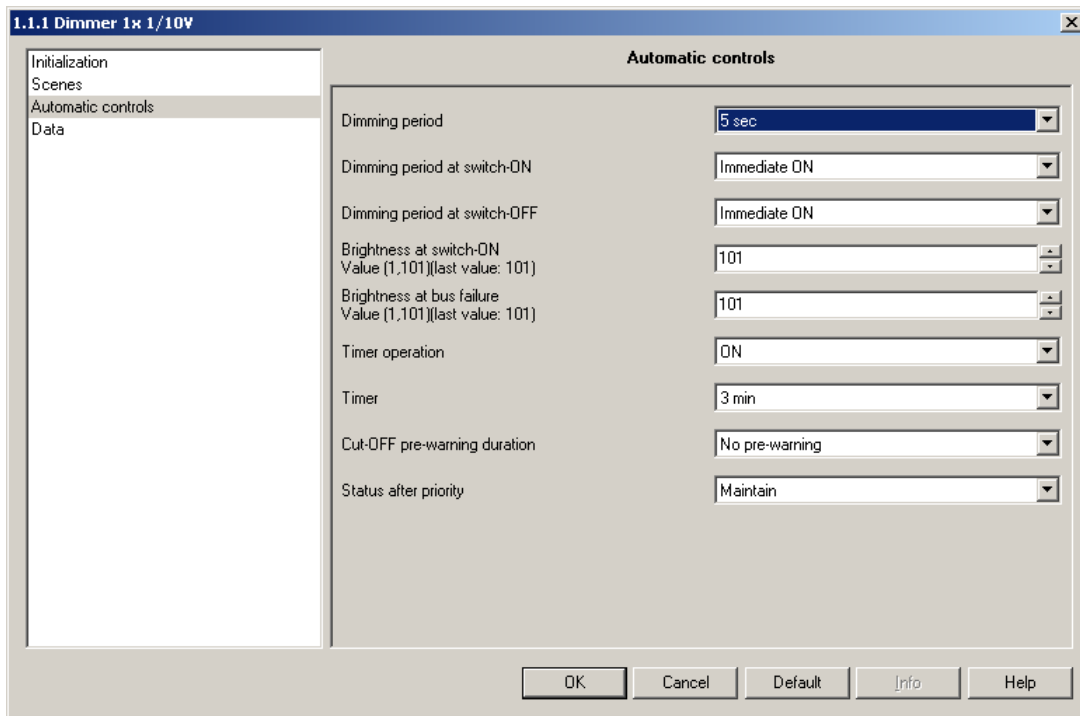 1.1.1 Dimmer 1x 1/10V
Initialization
Scenes
Automatic controls
Data
Automatic controls
Dimming period
5 sec
Dimming period at switch-ON
Immediate ON
Dimming period at switch-OFF
Immediate ON
Brightness at switch-ON
Value (1,101)(last value: 101)
101
Brightness at bus failure
Value (1,101)(last value: 101)
101
Timer operation
ON
Timer
3 min
Cut-OFF pre-warning duration
No pre-warning
Status after priority
Maintain
OK
Cancel
Default
Info
Help